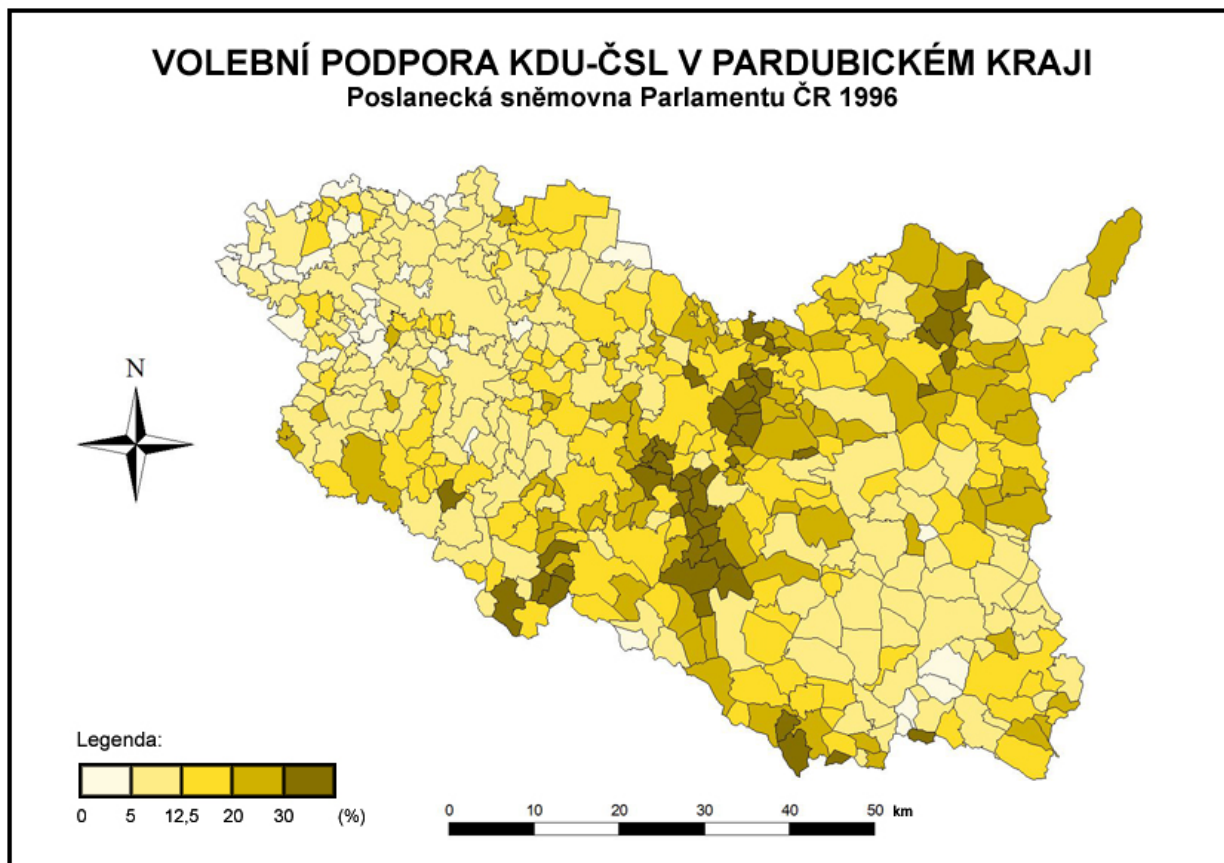 VOLEBNÍ PODPORA KDU-ČSL V PARDUBICKÉM KRAJI
Poslanecká sněmovna Parlamentu ČR 1996
N
Legenda:
0 5 12,5 20 30 (%)
0 10 20 30 40 50 km